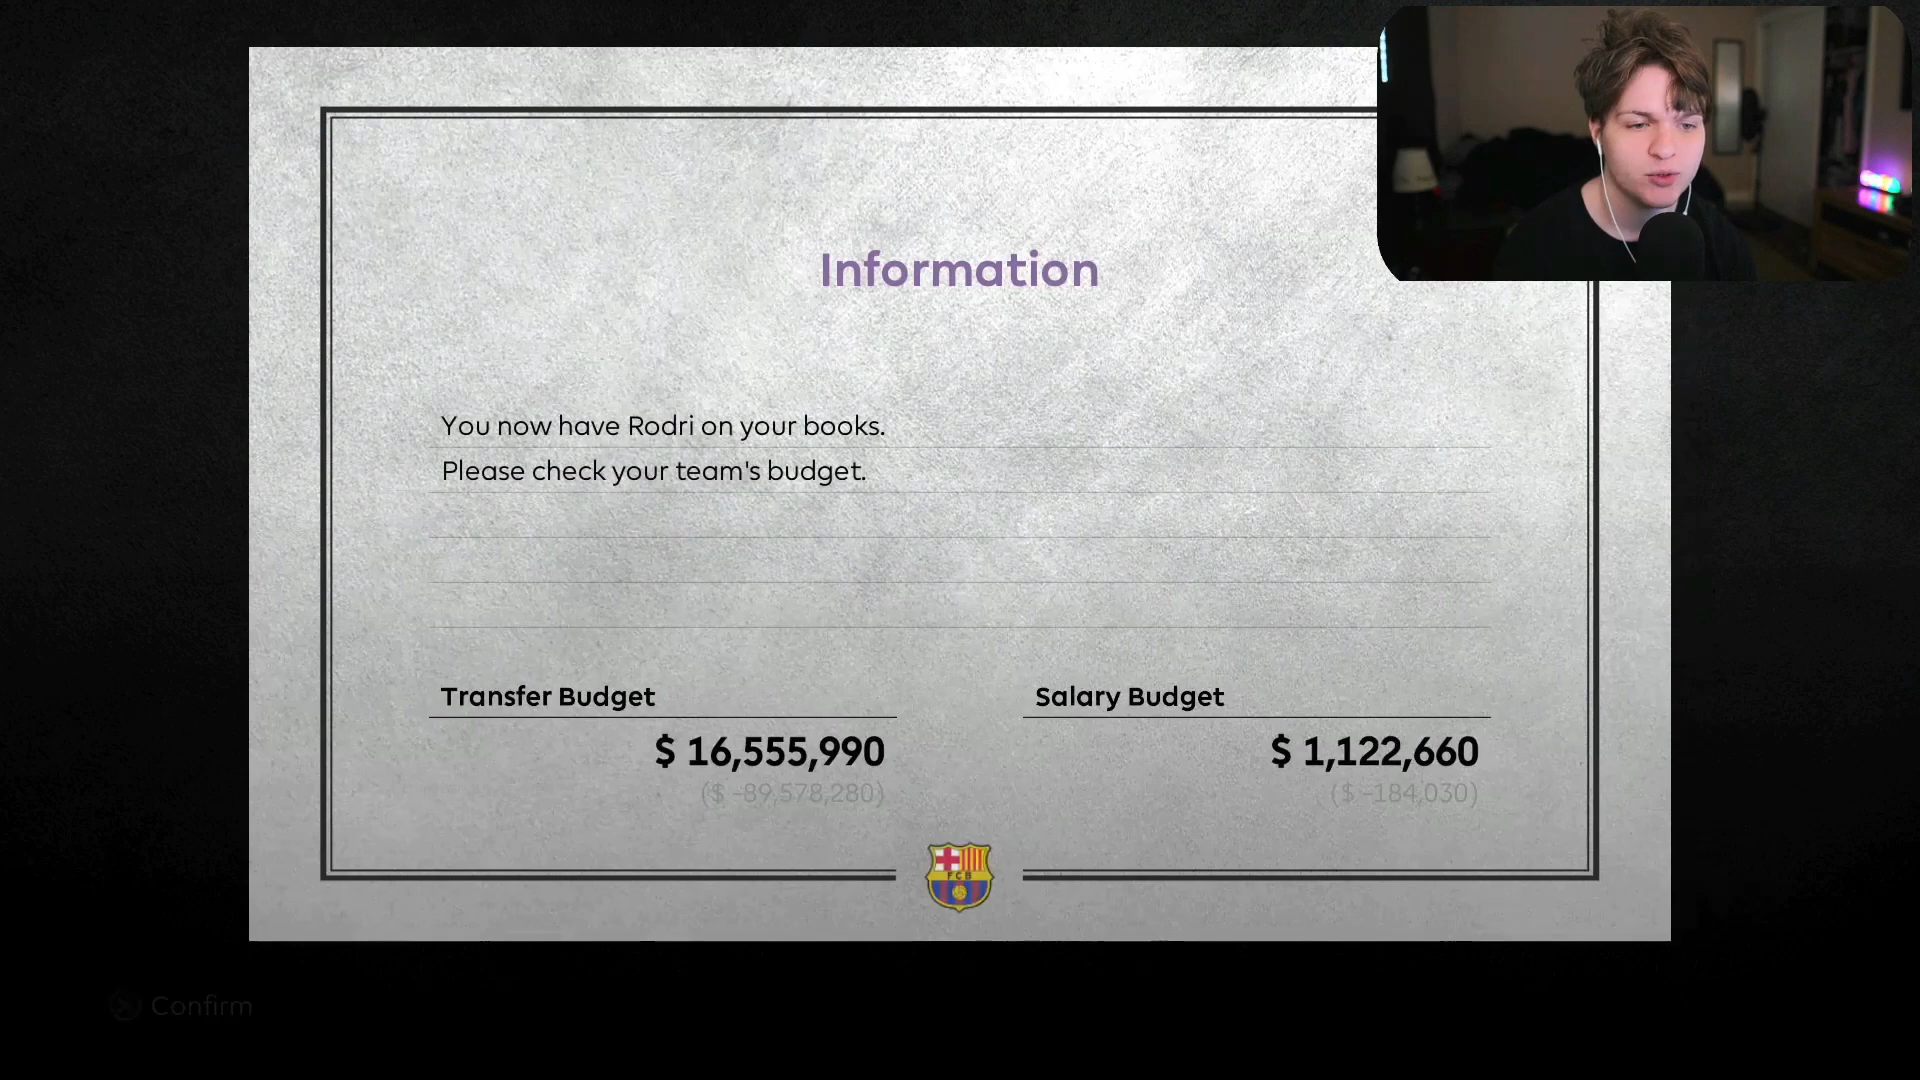 Information
You now have Rodri on your books.
Please check your team's budget.
Transfer Budget
$ 16,555,990
($ -89,578,280)
Salary Budget
$ 1,122,660
($ -184,030)
FCB
Confirm